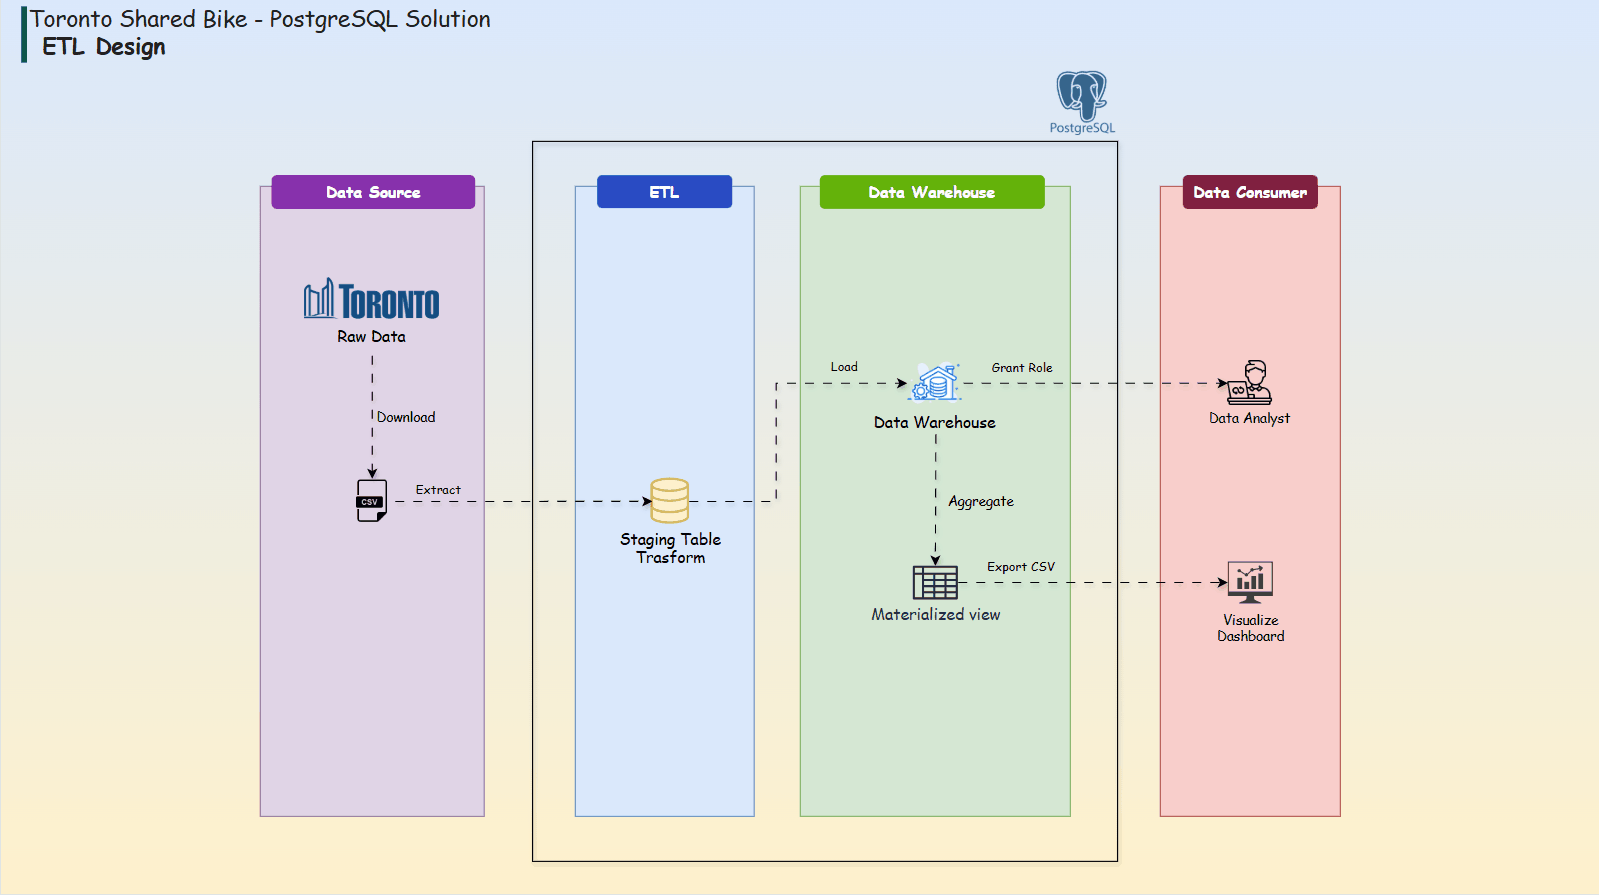 Toronto Shared Bike - PostgreSQL Solution
ETL Design
PostgreSQL
Data Source
ETL
Data Warehouse
Data Consumer
TORONTO
Raw Data
Download
CSV
Extract
Staging Table
Trasform
Load
Data Warehouse
Grant Role
Data Analyst
Aggregate
Materialized view
Export CSV
Visualize
Dashboard